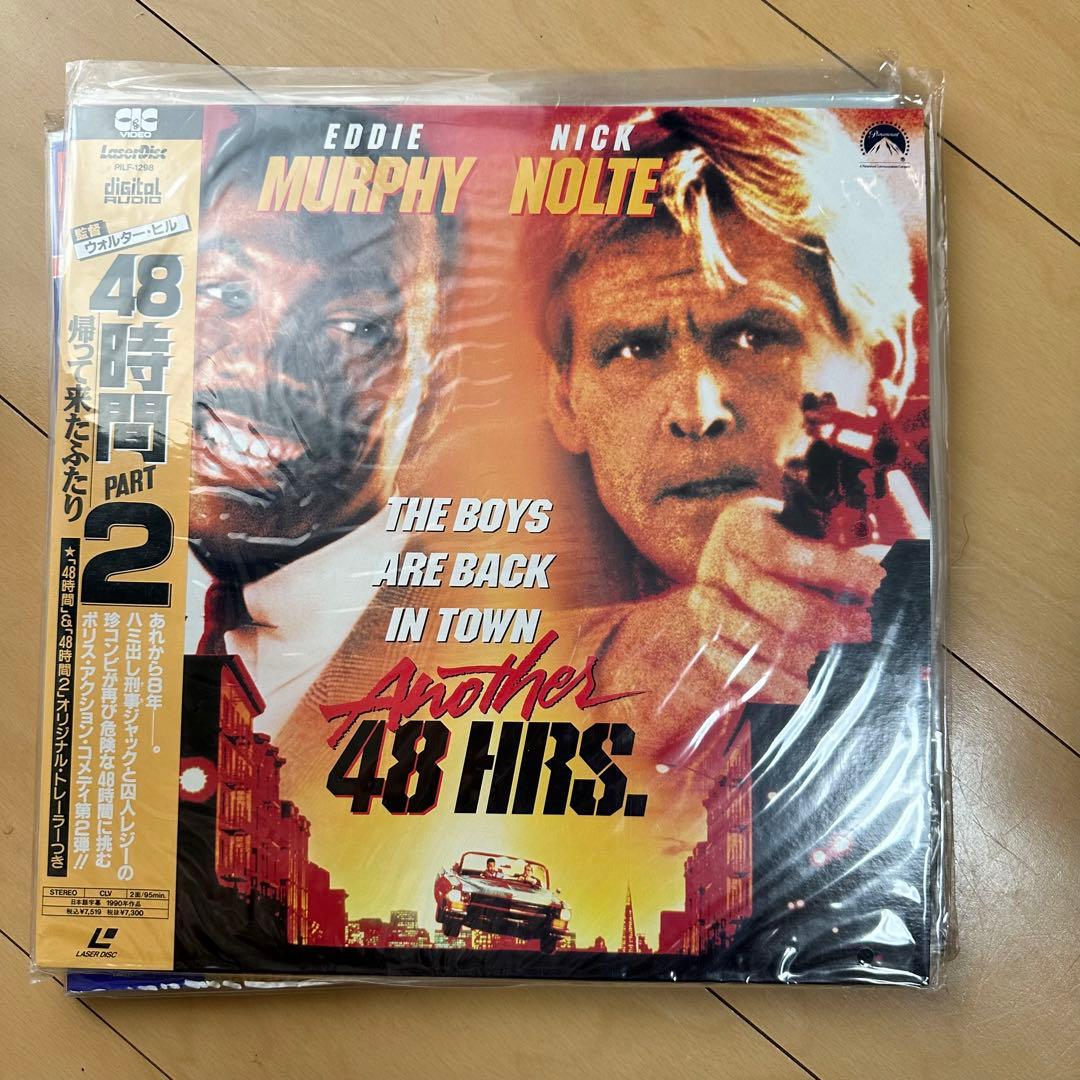 CIC
VIDEO
LaserDisc
PILF-1298
digital
AUDIO
監督
ウォルター・ヒル
48時間
PART
2
帰って来たふたり
★「48時間」&「48時間2」オリジナル・トレーラーつき
あれから8年――。
ハミ出し刑事ジャックと囚人レジーの
珍コンビが再び危険な48時間に挑む
ポリス・アクション・コメディ第2弾!!
STEREO CLV 2面/95min.
日本語字幕 1990年作品
税込¥7,519 税抜¥7,300
LASER DISC
EDDIE
MURPHY
NICK
NOLTE
Paramount
THE BOYS
ARE BACK
IN TOWN
Another
48 HRS.